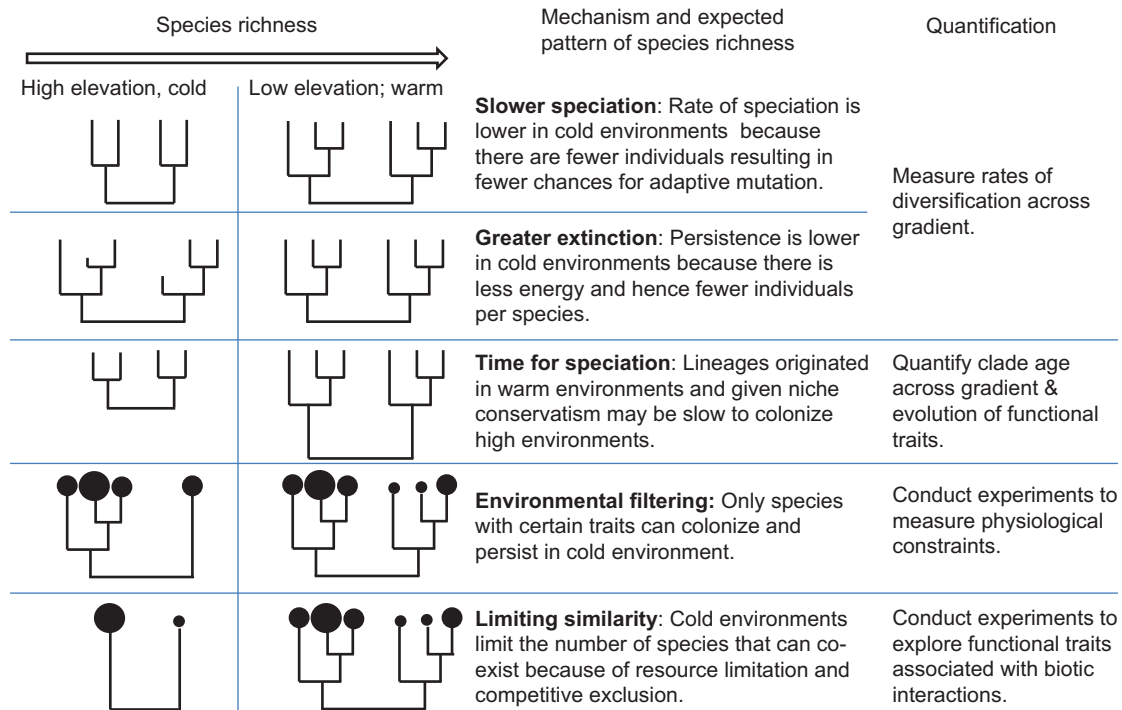 Species richness
Mechanism and expected
pattern of species richness
Quantification
High elevation, cold
Low elevation; warm
Slower speciation: Rate of speciation is
lower in cold environments because
there are fewer individuals resulting in
fewer chances for adaptive mutation.
Measure rates of
diversification across
gradient.
Greater extinction: Persistence is lower
in cold environments because there is
less energy and hence fewer individuals
per species.
Time for speciation: Lineages originated
in warm environments and given niche
conservatism may be slow to colonize
high environments.
Quantify clade age
across gradient &
evolution of functional
traits.
Environmental filtering: Only species
with certain traits can colonize and
persist in cold environment.
Conduct experiments to
measure physiological
constraints.
Limiting similarity: Cold environments
limit the number of species that can co-
exist because of resource limitation and
competitive exclusion.
Conduct experiments to
explore functional traits
associated with biotic
interactions.